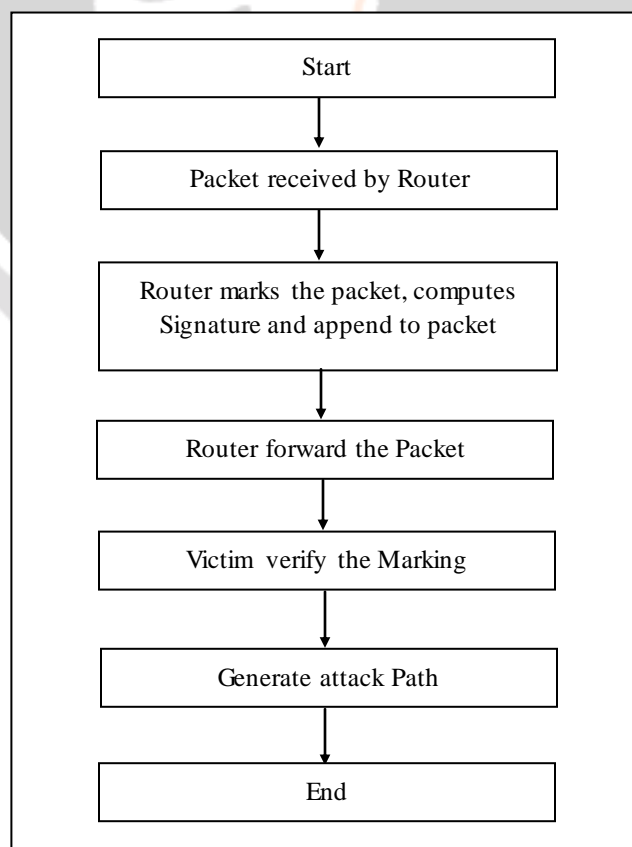 Start
Packet received by Router
Router marks the packet, computes
Signature and append to packet
Router forward the Packet
Victim verify the Marking
Generate attack Path
End